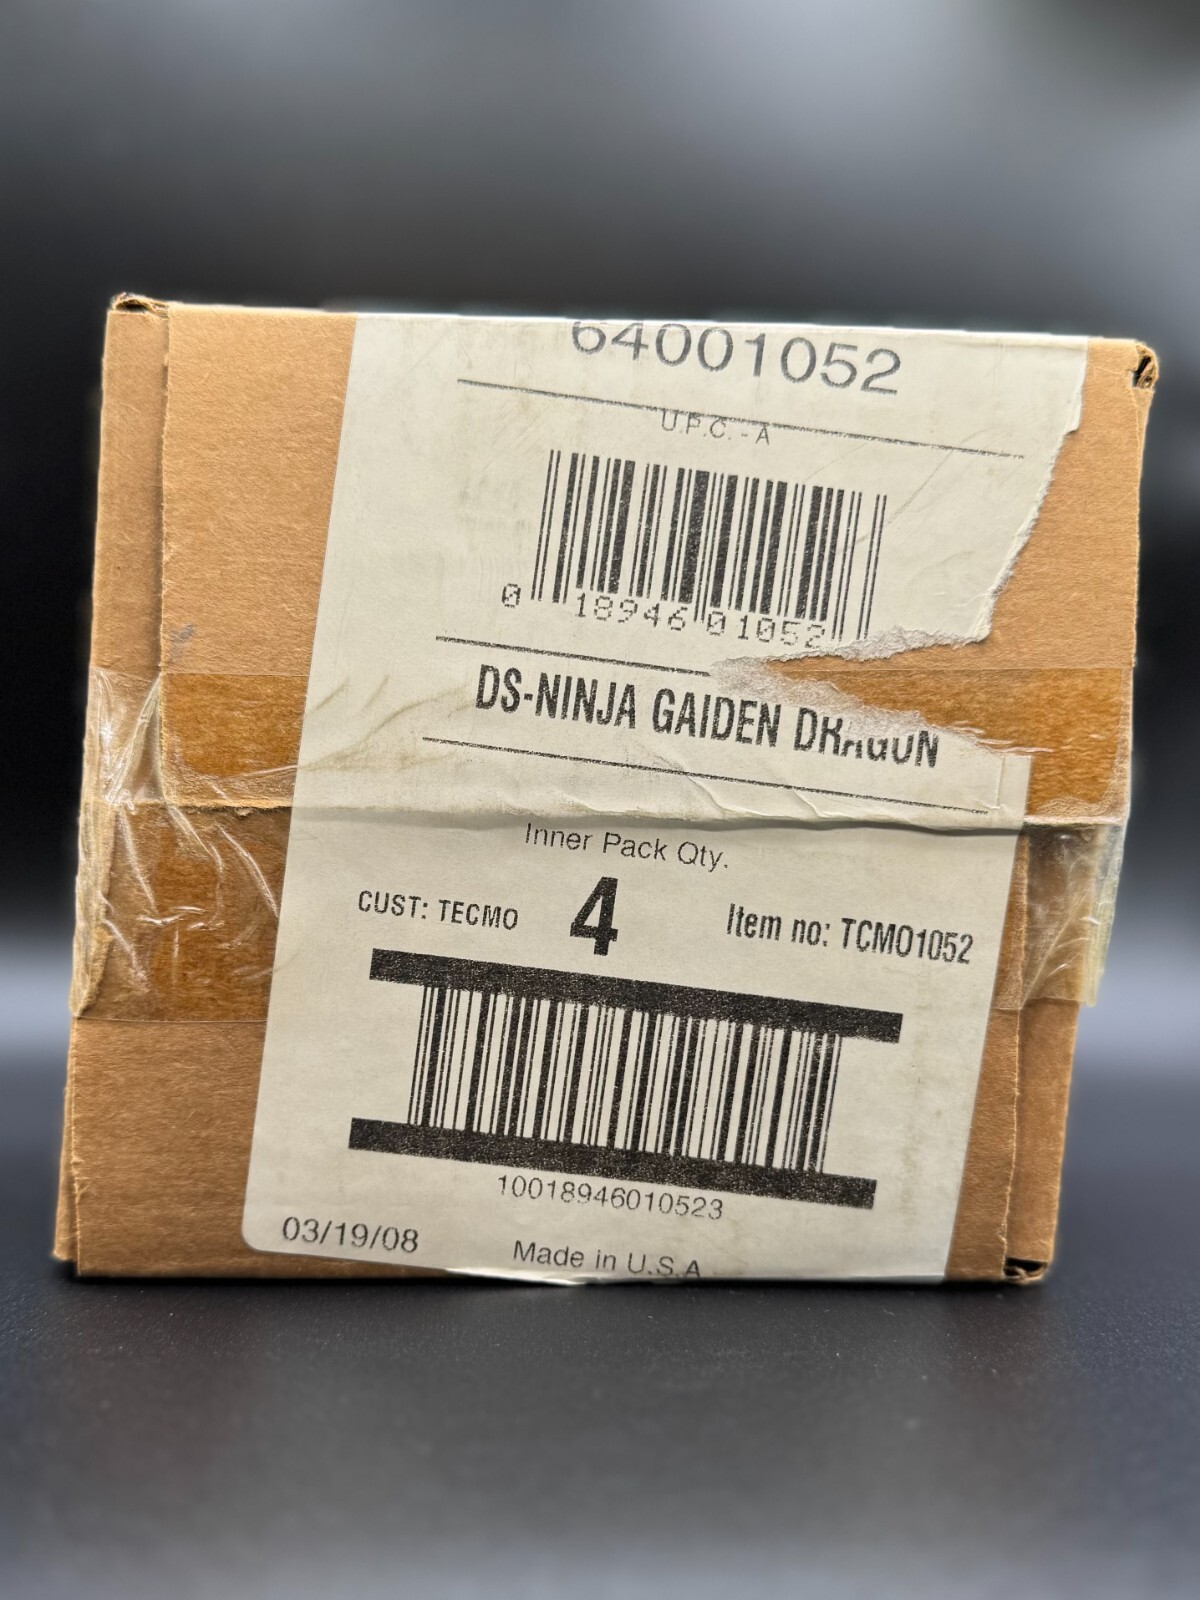 64001052
U.P.C. - A
0 18946 01052
DS-NINJA GAIDEN DRAGON
Inner Pack Qty.
CUST: TECMO 4 Item no: TCMO1052
10018946010523
03/19/08 Made in U.S.A